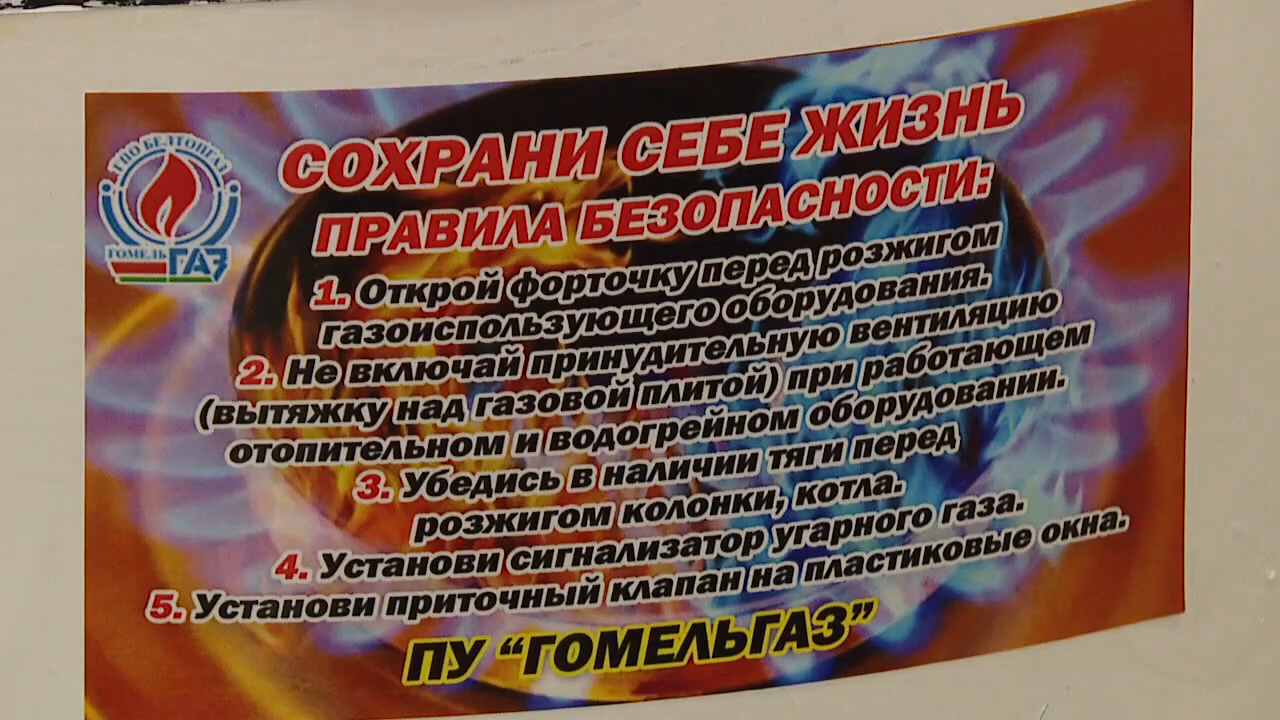 ГПО БЕЛТОПГАЗ
ГОМЕЛЬ
ГАЗ
СОХРАНИ СЕБЕ ЖИЗНЬ
ПРАВИЛА БЕЗОПАСНОСТИ:
1. Открой форточку перед розжигом
газоиспользующего оборудования.
2. Не включай принудительную вентиляцию
(вытяжку над газовой плитой) при работающем
отопительном и водогрейном оборудовании.
3. Убедись в наличии тяги перед
розжигом колонки, котла.
4. Установи сигнализатор угарного газа.
5. Установи приточный клапан на пластиковые окна.
ПУ “ГОМЕЛЬГАЗ”